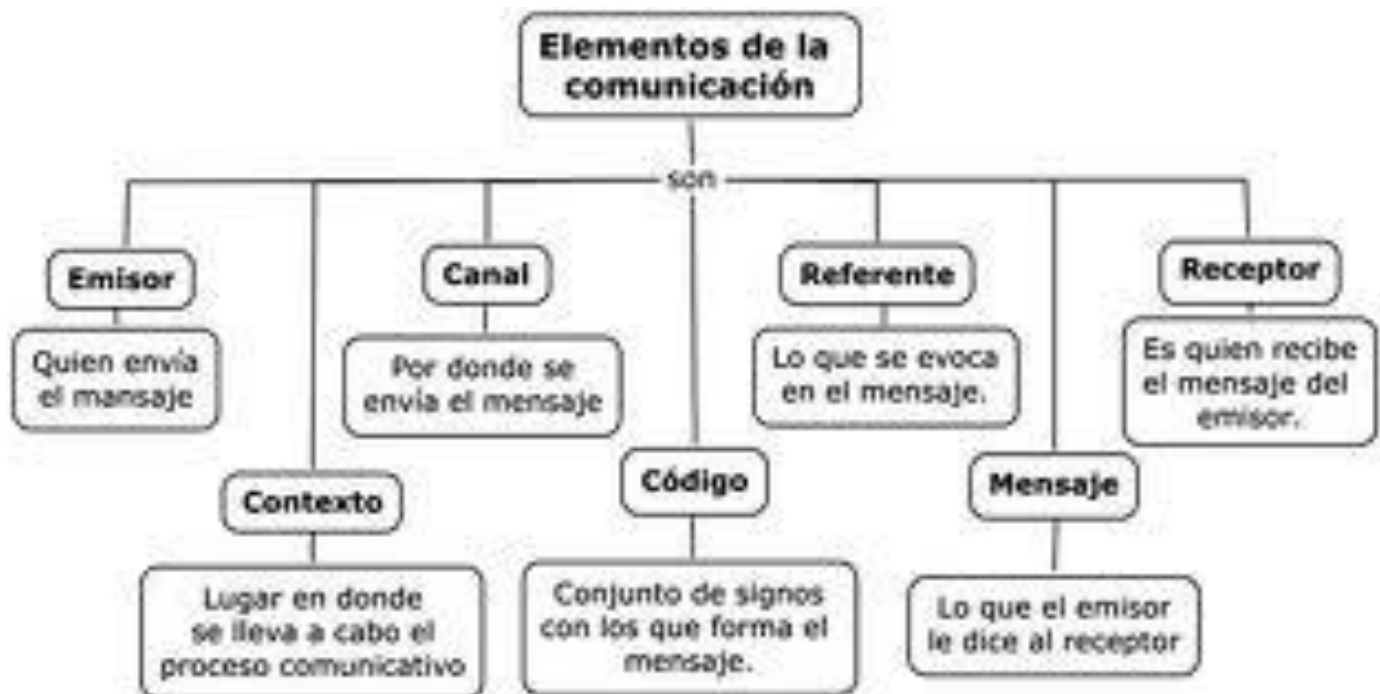 Elementos de la
comunicación
son
Emisor
Quien envía
el mansaje
Contexto
Lugar en donde
se lleva a cabo el
proceso comunicativo
Canal
Por donde se
envía el mensaje
Código
Conjunto de signos
con los que forma el
mensaje.
Referente
Lo que se evoca
en el mensaje.
Mensaje
Lo que el emisor
le dice al receptor
Receptor
Es quien recibe
el mensaje del
emisor.